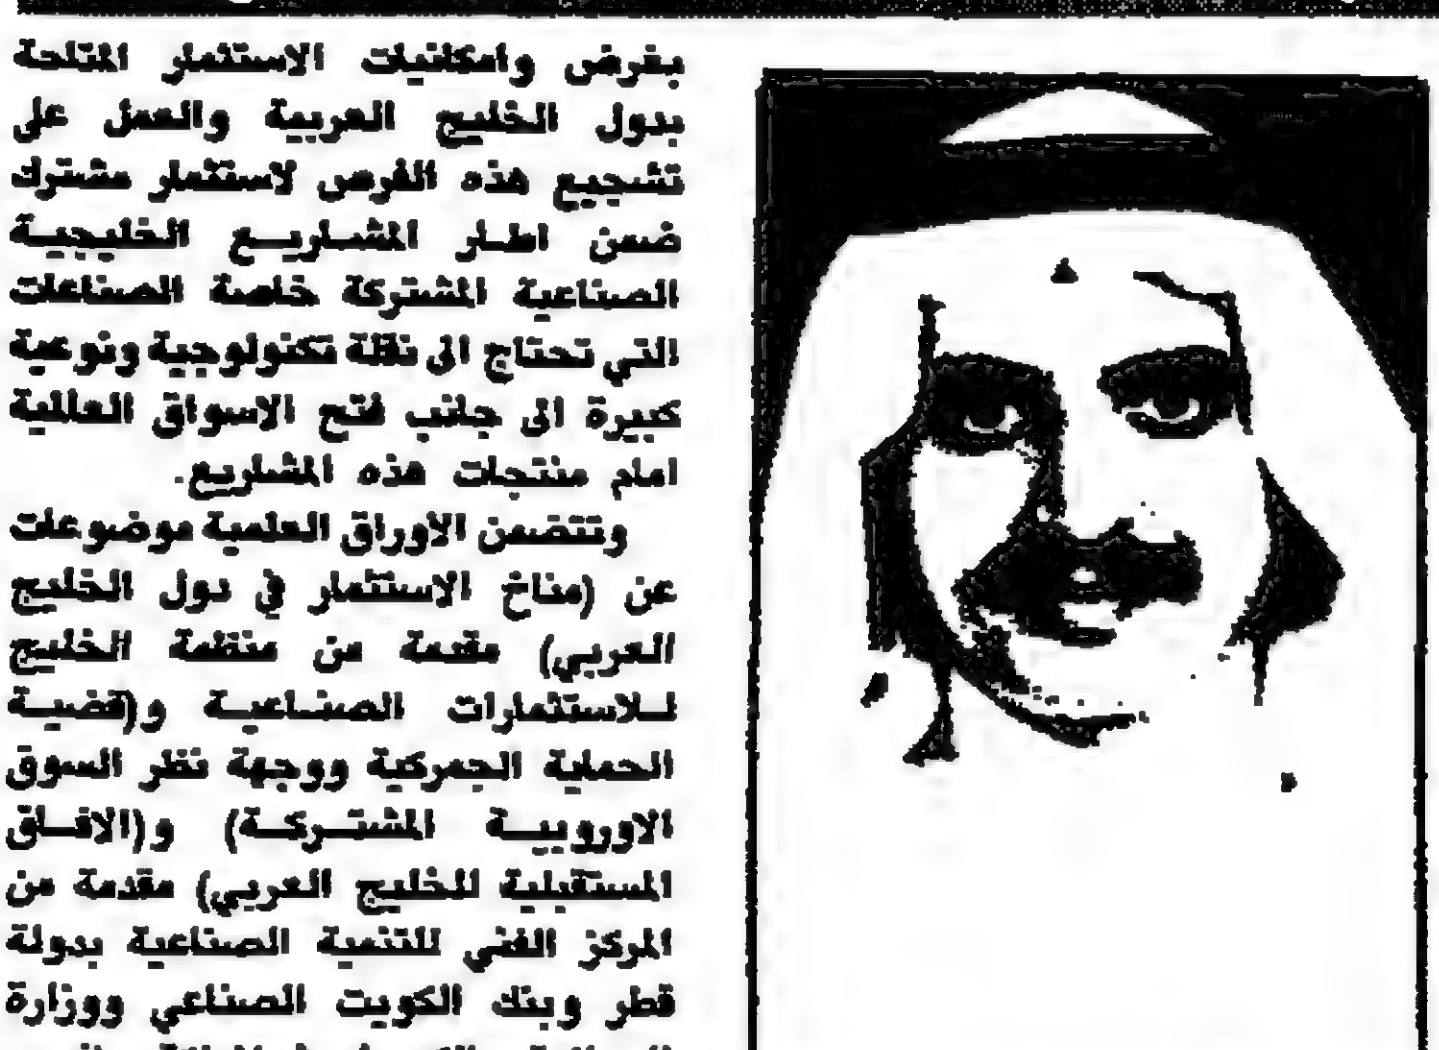 بفرض وامكانيات الاستثمار المتاحة
بدول الخليج العربية والعمل على
تشجيع هذه الفرص لاستثمار مشترك
ضمن اطار المشاريع الخليجية
الصناعية المشتركة خاصة الصناعات
التي تحتاج الى نقلة تكنولوجية ونوعية
كبيرة الى جانب فتح الاسواق العالمية
امام منتجات هذه المشاريع.
وتتضمن الاوراق العلمية موضوعات
عن (مناخ الاستثمار في دول الخليج
العربي) مقدمة من منظمة الخليج
للاستثمارات الصناعية و(قضية
الحماية الجمركية ووجهة نظر السوق
الاوروبية المشتركة) و(الافاق
المستقبلية للخليج العربي) مقدمة من
المركز الفني للتنمية الصناعية بدولة
قطر وبنك الكويت الصناعي ووزارة